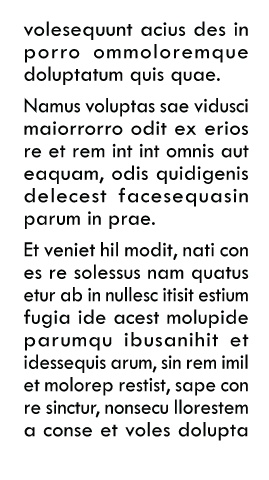 volesequunt acius des in
porro ommoloremque
doluptatum quis quae.
Namus voluptas sae vidusci
maiorrorro odit ex erios
re et rem int int omnis aut
eaquam, odis quidigenis
delecest facesequasin
parum in prae.
Et veniet hil modit, nati con
es re solessus nam quatus
etur ab in nullesc itisit estium
fugia ide acest molupide
parumqu ibusanihit et
idessequis arum, sin rem imil
et molorep restist, sape con
re sinctur, nonsecu llorestem
a conse et voles dolupta